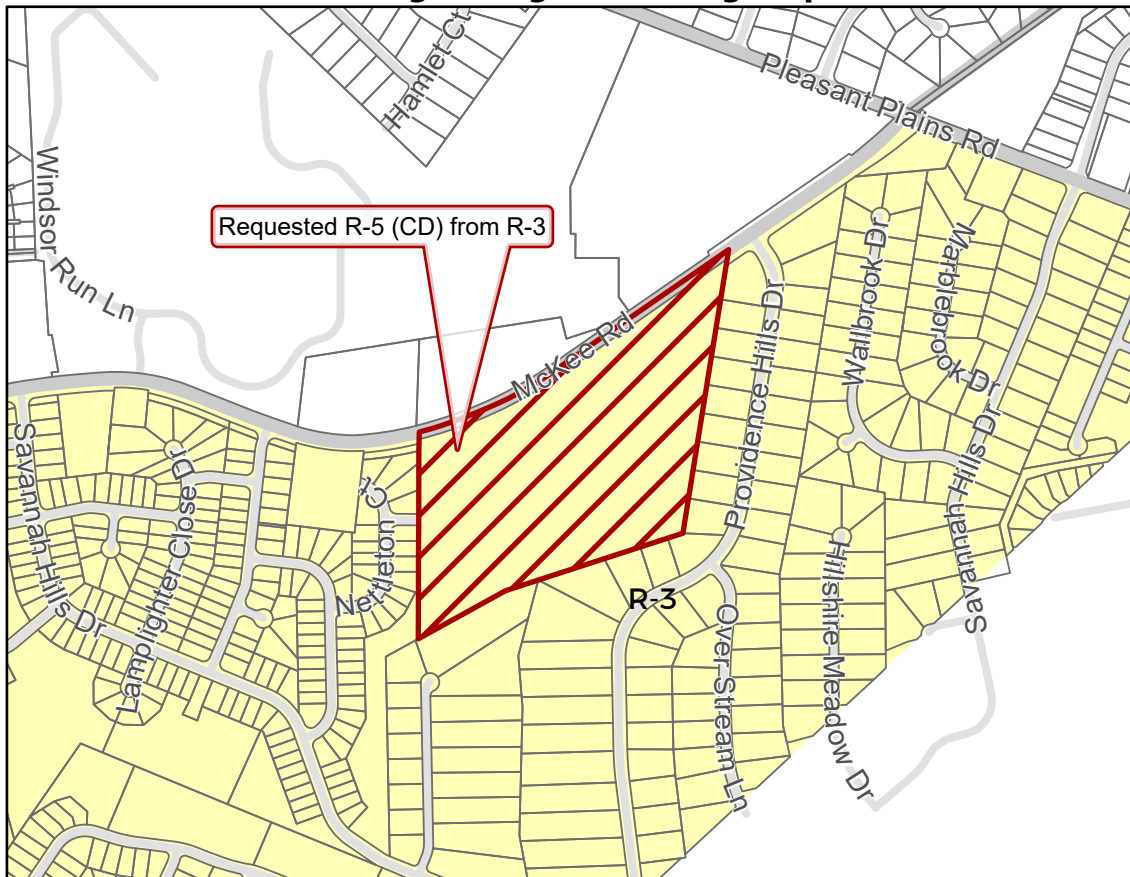 Hamlet Ct
Pleasant Plains Rd
Windsor Run Ln
Requested R-5 (CD) from R-3
McKee Rd
Providence Hills Dr
Wallbrook Dr
Marblebrook Dr
Savannah Hills Dr
Lamplighter Close Dr
Nettleton Ct
Savannah Hills Dr
R-3
Over Stream Ln
Hillshire Meadow Dr